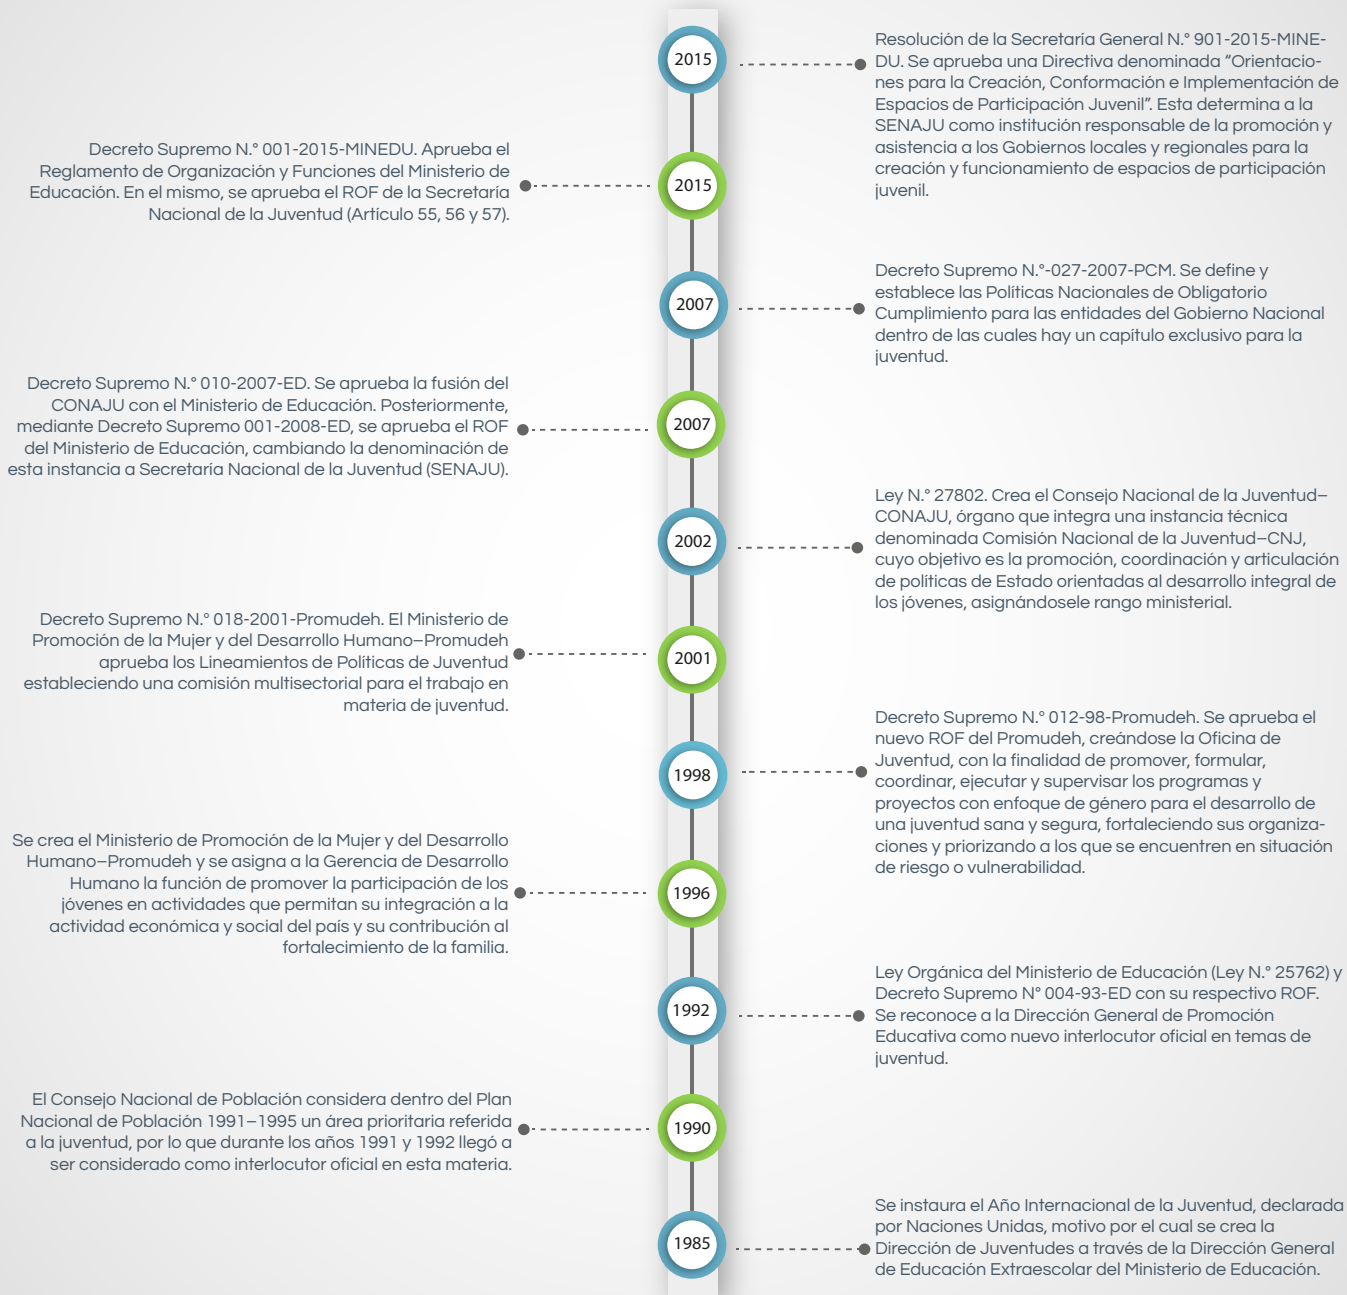 2015
Resolución de la Secretaría General N.° 901-2015-MINE-
DU. Se aprueba una Directiva denominada “Orientacio-
nes para la Creación, Conformación e Implementación de
Espacios de Participación Juvenil”. Esta determina a la
SENAJU como institución responsable de la promoción y
asistencia a los Gobiernos locales y regionales para la
creación y funcionamiento de espacios de participación
juvenil.
Decreto Supremo N.° 001-2015-MINEDU. Aprueba el
Reglamento de Organización y Funciones del Ministerio de
Educación. En el mismo, se aprueba el ROF de la Secretaría
Nacional de la Juventud (Artículo 55, 56 y 57).
2015
2007
Decreto Supremo N.°-027-2007-PCM. Se define y
establece las Políticas Nacionales de Obligatorio
Cumplimiento para las entidades del Gobierno Nacional
dentro de las cuales hay un capítulo exclusivo para la
juventud.
Decreto Supremo N.° 010-2007-ED. Se aprueba la fusión del
CONAJU con el Ministerio de Educación. Posteriormente,
mediante Decreto Supremo 001-2008-ED, se aprueba el ROF
del Ministerio de Educación, cambiando la denominación de
esta instancia a Secretaría Nacional de la Juventud (SENAJU).
2007
2002
Ley N.° 27802. Crea el Consejo Nacional de la Juventud–
CONAJU, órgano que integra una instancia técnica
denominada Comisión Nacional de la Juventud–CNJ,
cuyo objetivo es la promoción, coordinación y articulación
de políticas de Estado orientadas al desarrollo integral de
los jóvenes, asignándosele rango ministerial.
Decreto Supremo N.° 018-2001-Promudeh. El Ministerio de
Promoción de la Mujer y del Desarrollo Humano–Promudeh
aprueba los Lineamientos de Políticas de Juventud
estableciendo una comisión multisectorial para el trabajo en
materia de juventud.
2001
1998
Decreto Supremo N.° 012-98-Promudeh. Se aprueba el
nuevo ROF del Promudeh, creándose la Oficina de
Juventud, con la finalidad de promover, formular,
coordinar, ejecutar y supervisar los programas y
proyectos con enfoque de género para el desarrollo de
una juventud sana y segura, fortaleciendo sus organiza-
ciones y priorizando a los que se encuentren en situación
de riesgo o vulnerabilidad.
Se crea el Ministerio de Promoción de la Mujer y del Desarrollo
Humano–Promudeh y se asigna a la Gerencia de Desarrollo
Humano la función de promover la participación de los
jóvenes en actividades que permitan su integración a la
actividad económica y social del país y su contribución al
fortalecimiento de la familia.
1996
1992
Ley Orgánica del Ministerio de Educación (Ley N.° 25762) y
Decreto Supremo N° 004-93-ED con su respectivo ROF.
Se reconoce a la Dirección General de Promoción
Educativa como nuevo interlocutor oficial en temas de
juventud.
El Consejo Nacional de Población considera dentro del Plan
Nacional de Población 1991–1995 un área prioritaria referida
a la juventud, por lo que durante los años 1991 y 1992 llegó a
ser considerado como interlocutor oficial en esta materia.
1990
1985
Se instaura el Año Internacional de la Juventud, declarada
por Naciones Unidas, motivo por el cual se crea la
Dirección de Juventudes a través de la Dirección General
de Educación Extraescolar del Ministerio de Educación.